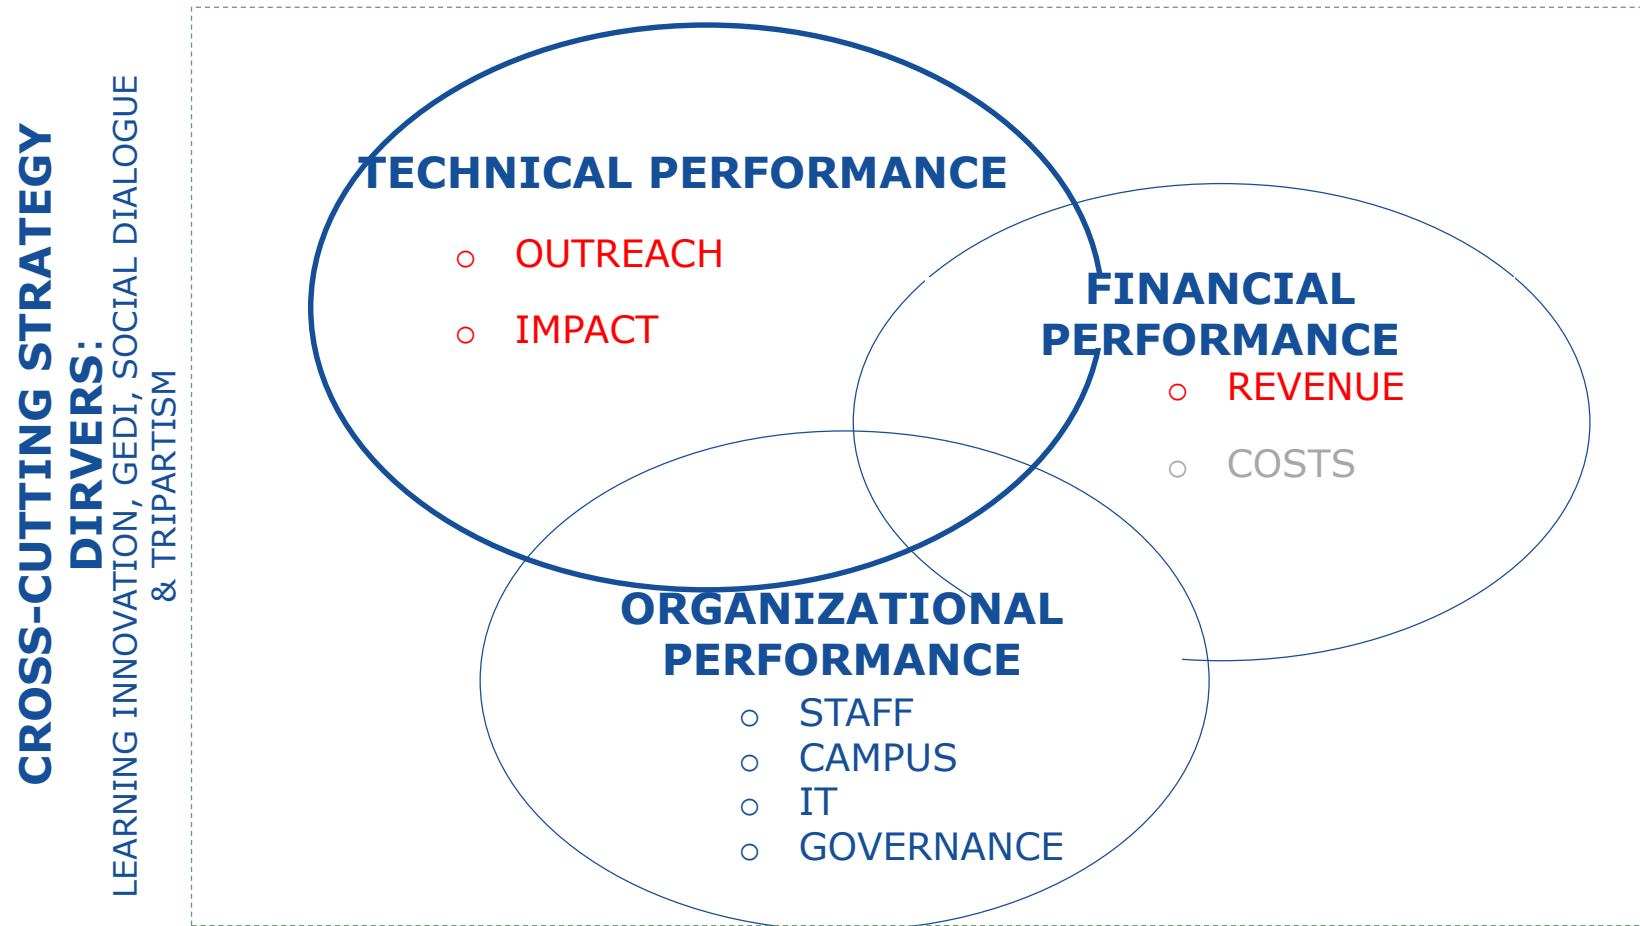 CROSS-CUTTING STRATEGY
DIRVERS:
LEARNING INNOVATION, GEDI, SOCIAL DIALOGUE
& TRIPARTISM
TECHNICAL PERFORMANCE
OUTREACH
IMPACT
FINANCIAL
PERFORMANCE
REVENUE
COSTS
ORGANIZATIONAL
PERFORMANCE
STAFF
CAMPUS
IT
GOVERNANCE